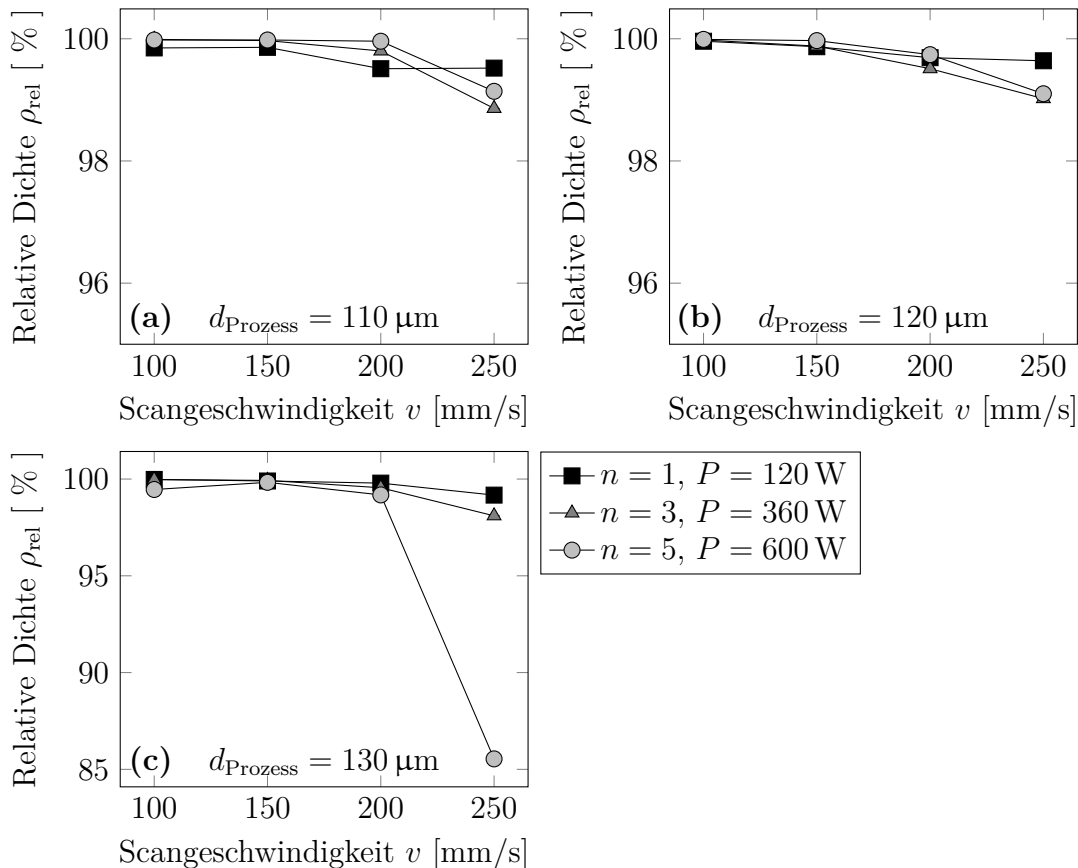 Relative Dichte ρrel [ % ]
100
98
96
(a) dProzess = 110 µm
100 150 200 250
Scangeschwindigkeit v [mm/s]
Relative Dichte ρrel [ % ]
100
98
96
(b) dProzess = 120 µm
100 150 200 250
Scangeschwindigkeit v [mm/s]
Relative Dichte ρrel [ % ]
100
95
90
85
(c) dProzess = 130 µm
100 150 200 250
Scangeschwindigkeit v [mm/s]
n = 1, P = 120 W
n = 3, P = 360 W
n = 5, P = 600 W